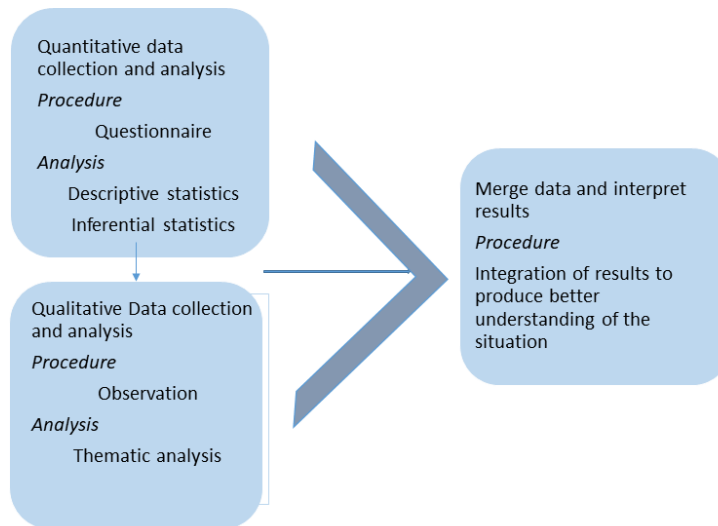 Quantitative data
collection and analysis
Procedure
Questionnaire
Analysis
Descriptive statistics
Inferential statistics
Qualitative Data collection
and analysis
Procedure
Observation
Analysis
Thematic analysis
Merge data and interpret
results
Procedure
Integration of results to
produce better
understanding of the
situation